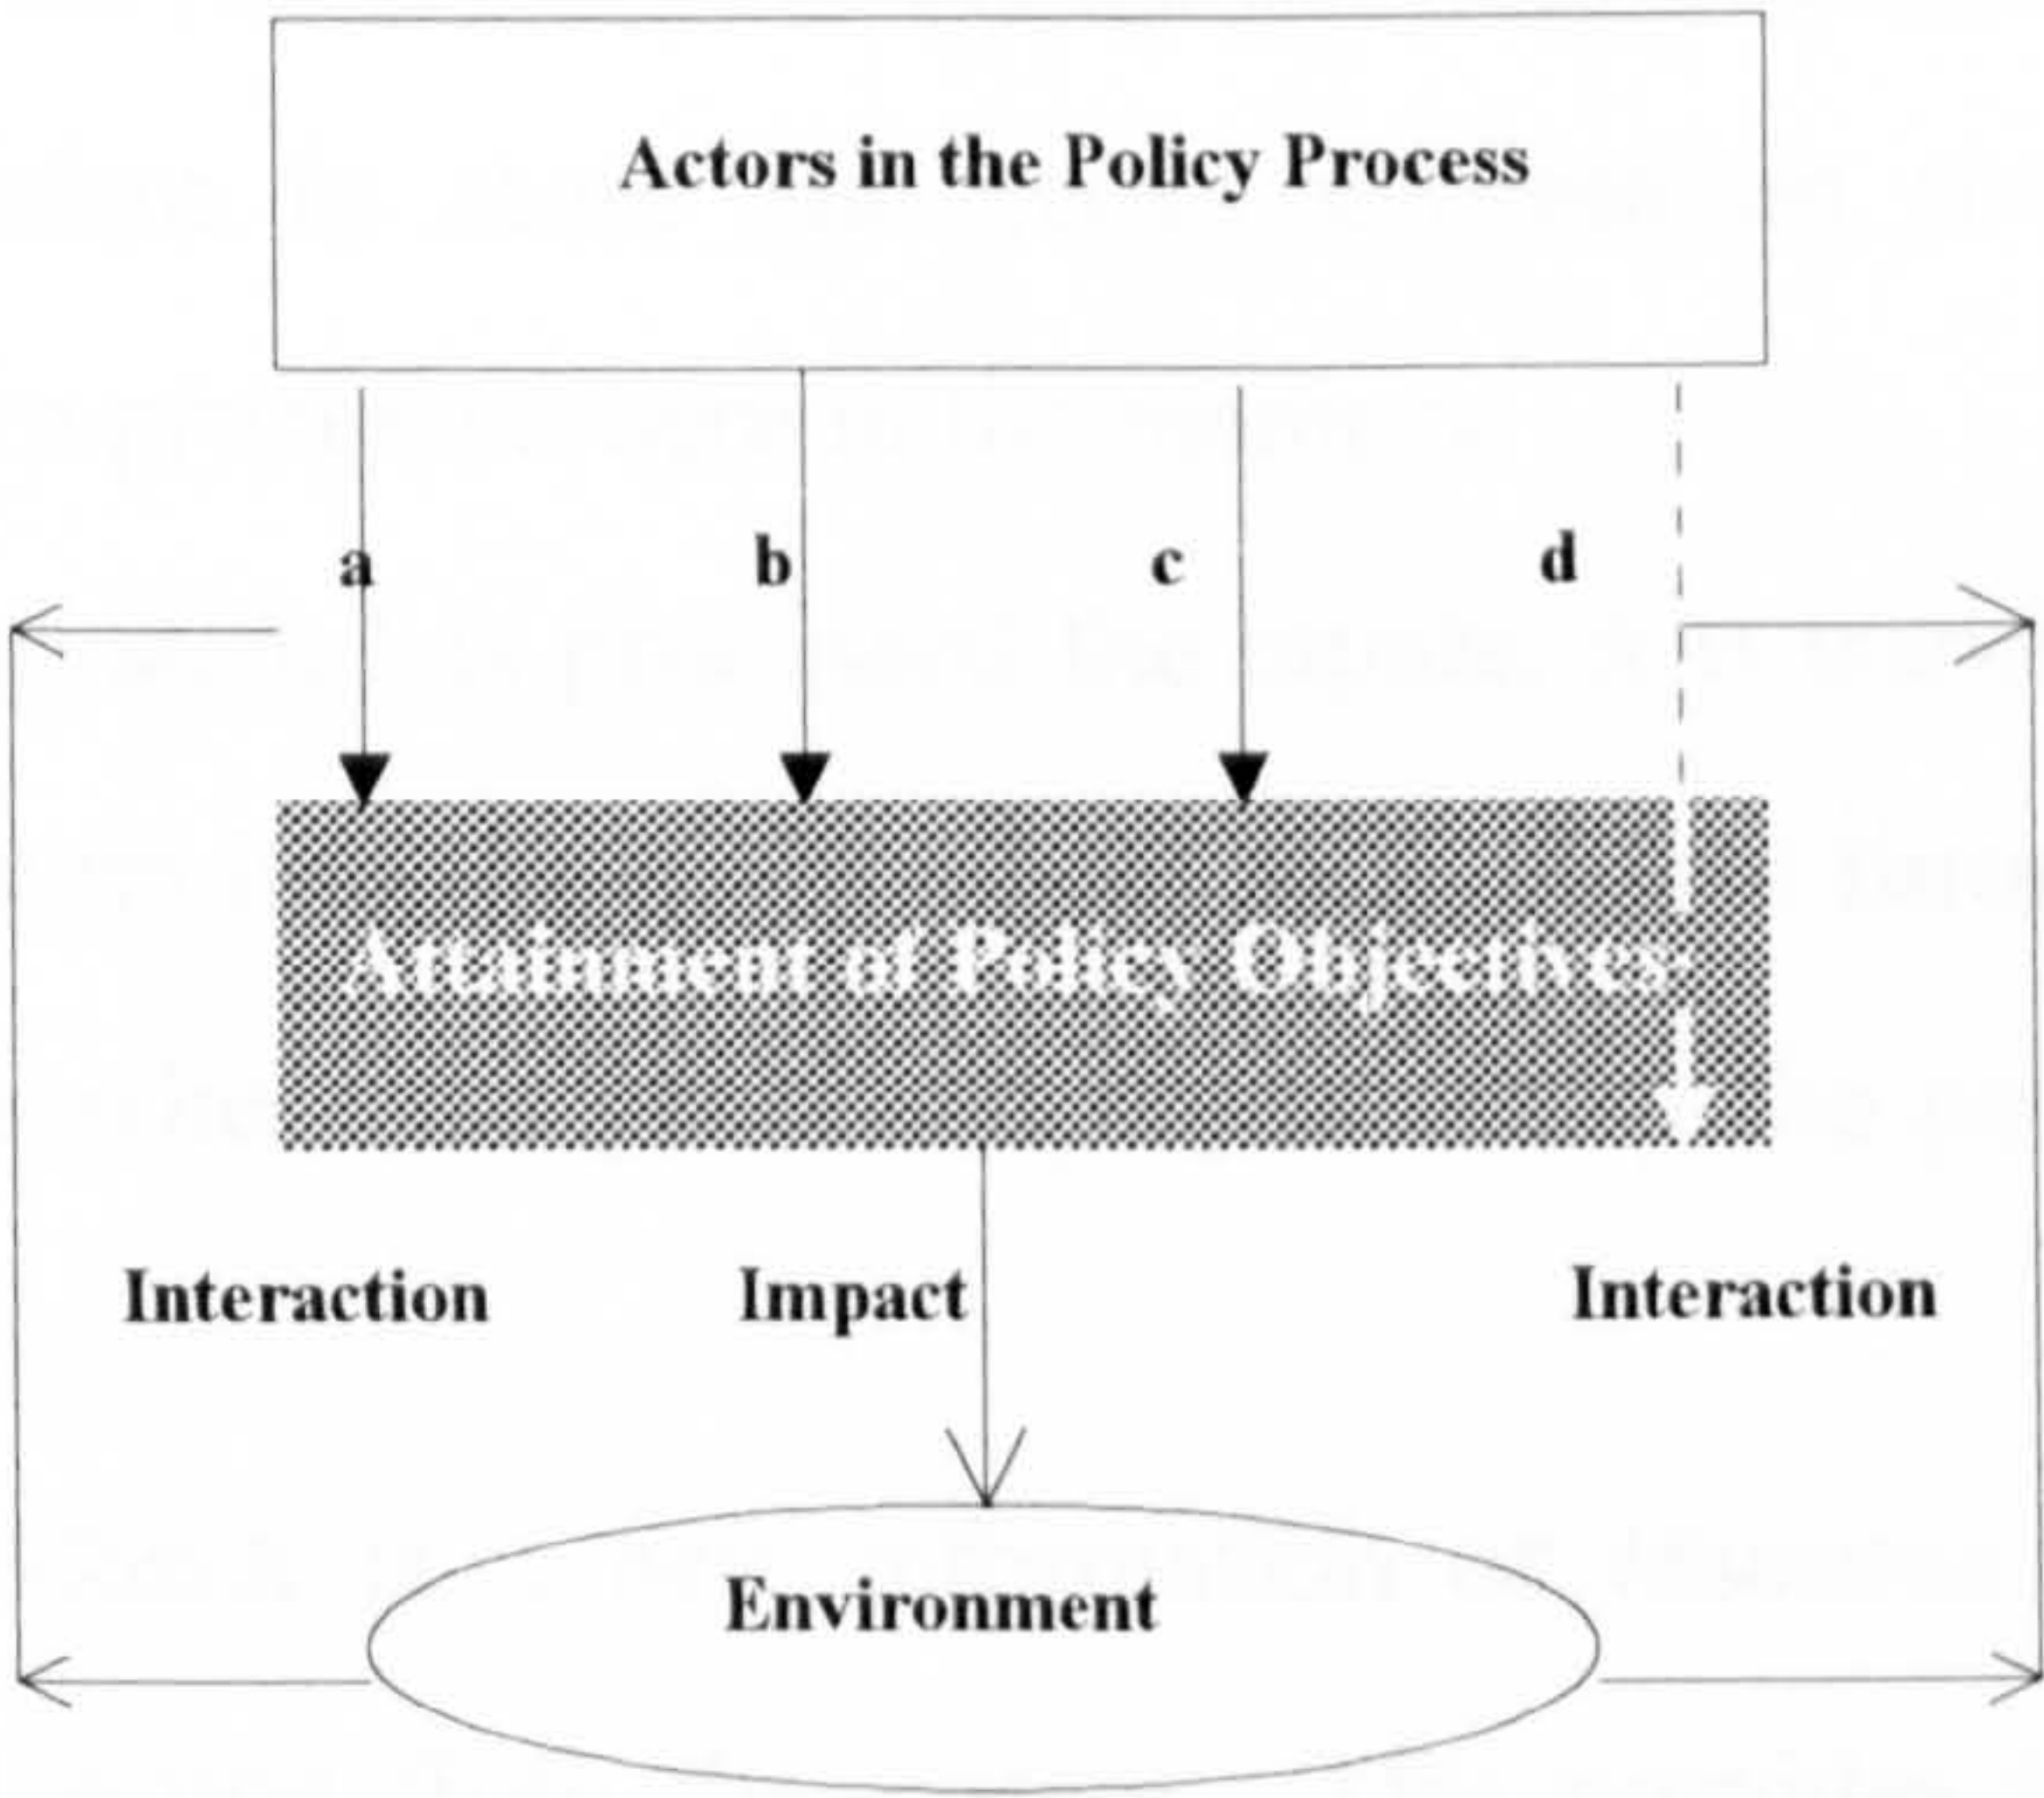 Actors in the Policy Process
a b c d
Attainment of Policy Objectives
Interaction Impact Interaction
Environment